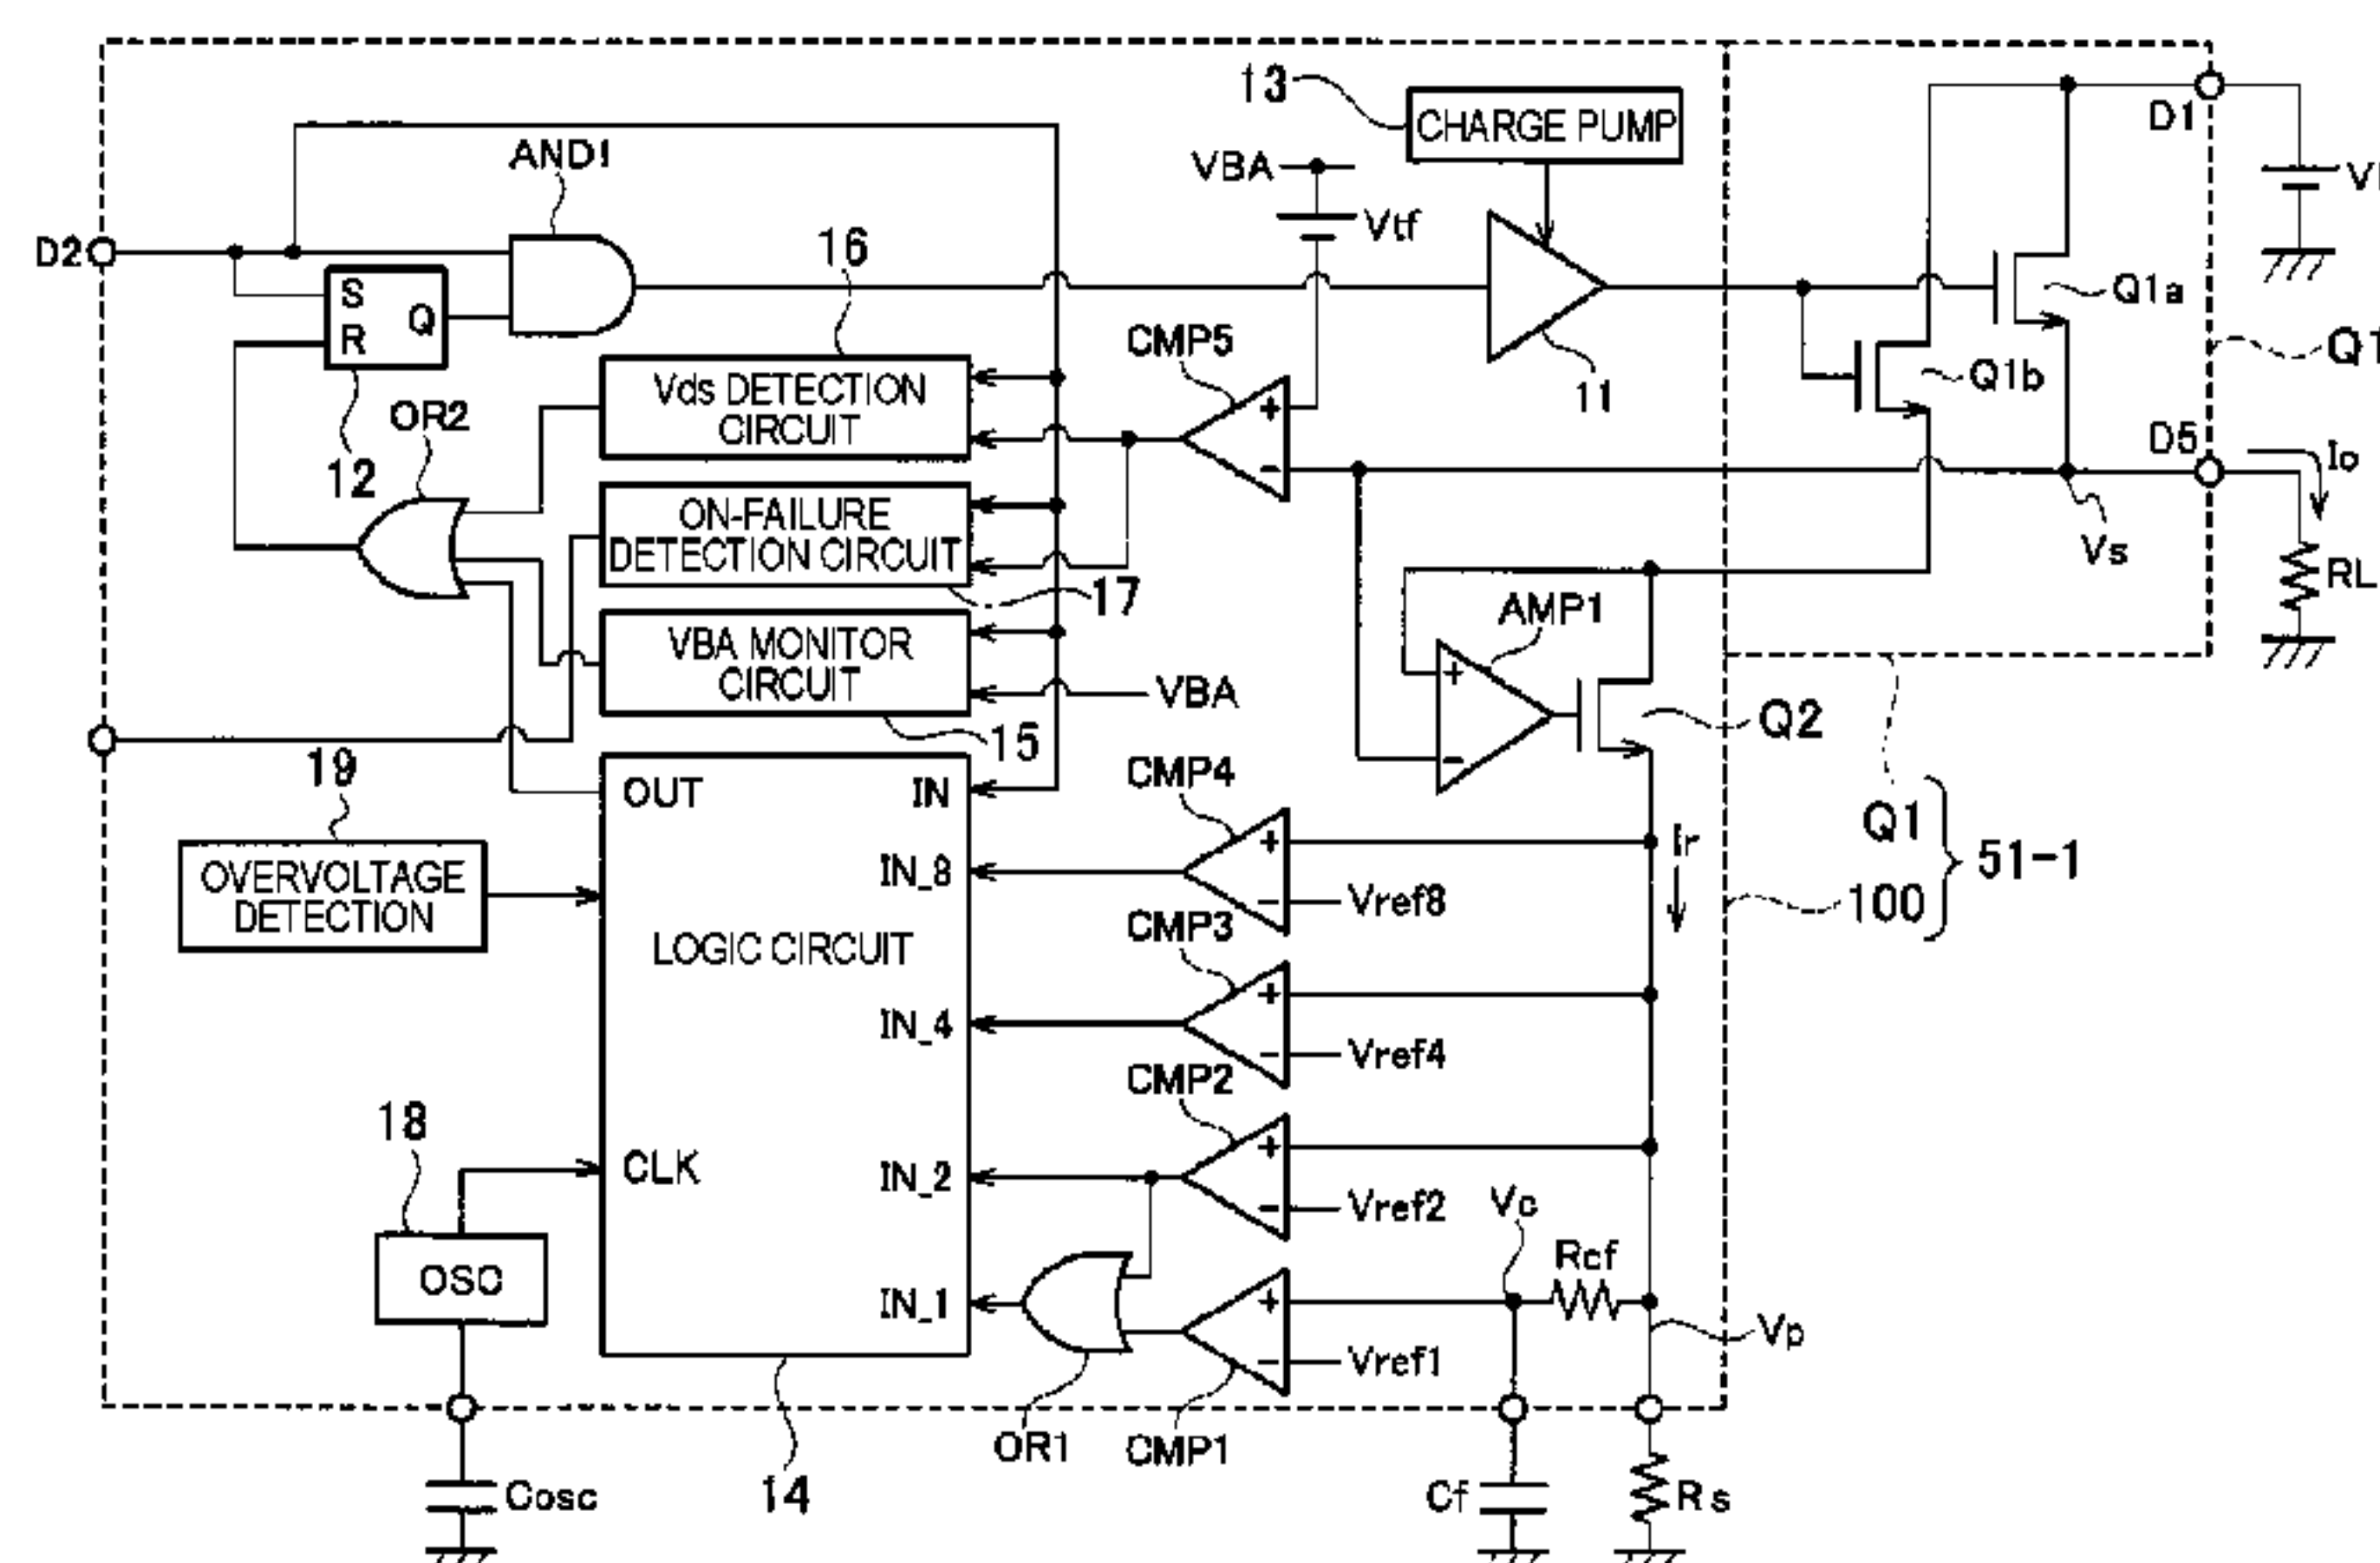 13
CHARGE PUMP
D1
AND1
VBA
Vtf
D2
16
S
R
Q
Q1a
CMP5
Q1
Vds DETECTION
CIRCUIT
+
-
11
Q1b
OR2
12
D5
Io
ON-FAILURE
DETECTION CIRCUIT
17
Vs
RL
AMP1
VBA MONITOR
CIRCUIT
VBA
+
-
Q2
15
19
OUT
IN
CMP4
Q1
51-1
OVERVOLTAGE
DETECTION
IN_8
+
-
Vref8
Ir
100
LOGIC CIRCUIT
CMP3
IN_4
+
-
Vref4
CMP2
18
CLK
IN_2
+
-
Vref2
Vc
Rcf
OSC
IN_1
+
-
Vref1
Vp
OR1
CMP1
14
Cosc
Cf
Rs